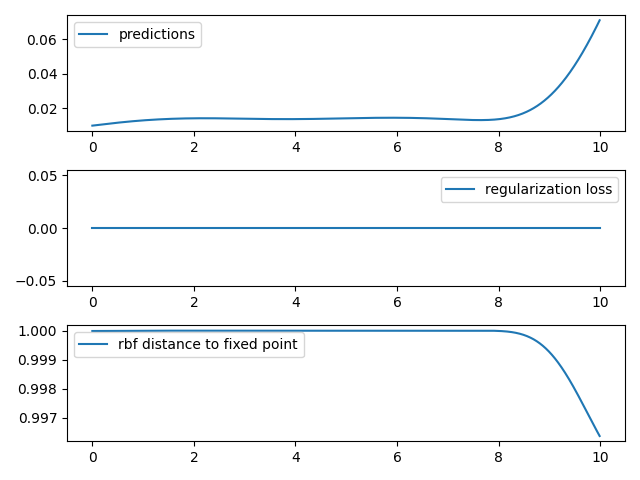 predictions
0.06
0.04
0.02
0 2 4 6 8 10
regularization loss
0.05
0.00
−0.05
0 2 4 6 8 10
1.000
rbf distance to fixed point
0.999
0.998
0.997
0 2 4 6 8 10